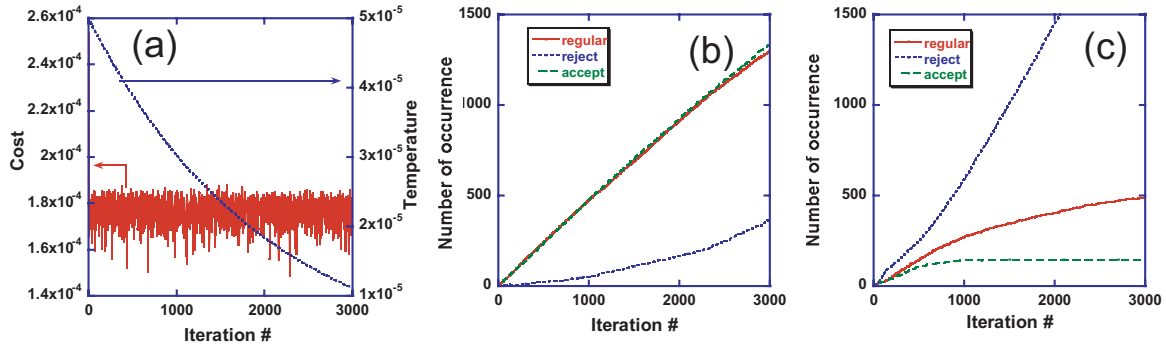 (a)
2.6x10⁻⁴
2.4x10⁻⁴
2.2x10⁻⁴
2x10⁻⁴
1.8x10⁻⁴
1.6x10⁻⁴
1.4x10⁻⁴
Cost
5x10⁻⁵
4x10⁻⁵
3x10⁻⁵
2x10⁻⁵
1x10⁻⁵
Temperature
0 1000 2000 3000
Iteration #
(b)
regular
reject
accept
1500
1000
500
0
Number of occurrence
0 1000 2000 3000
Iteration #
(c)
regular
reject
accept
1500
1000
500
0
Number of occurrence
0 1000 2000 3000
Iteration #